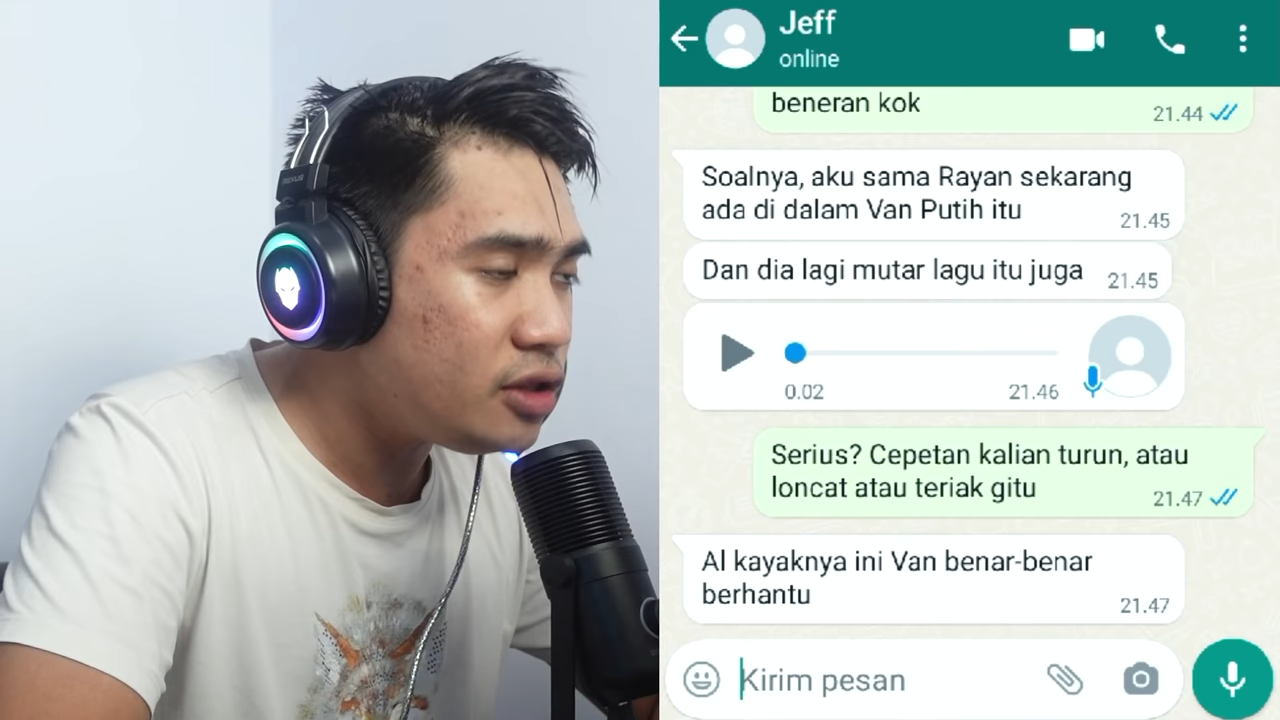 Jeff
online
beneran kok
21.44
Soalnya, aku sama Rayan sekarang
ada di dalam Van Putih itu
21.45
Dan dia lagi mutar lagu itu juga
21.45
0.02
21.46
Serius? Cepetan kalian turun, atau
loncat atau teriak gitu
21.47
Al kayaknya ini Van benar-benar
berhantu
21.47
Kirim pesan
REXUS